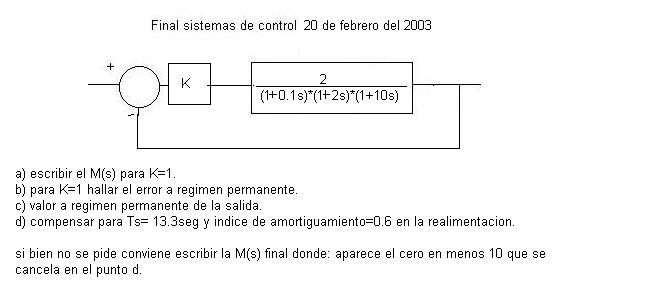 Final sistemas de control 20 de febrero del 2003
+
K
2
(1+0.1s)*(1+2s)*(1+10s)
-
a) escribir el M(s) para K=1.
b) para K=1 hallar el error a regimen permanente.
c) valor a regimen permanente de la salida.
d) compensar para Ts= 13.3seg y indice de amortiguamiento=0.6 en la realimentacion.
si bien no se pide conviene escribir la M(s) final donde: aparece el cero en menos 10 que se
cancela en el punto d.